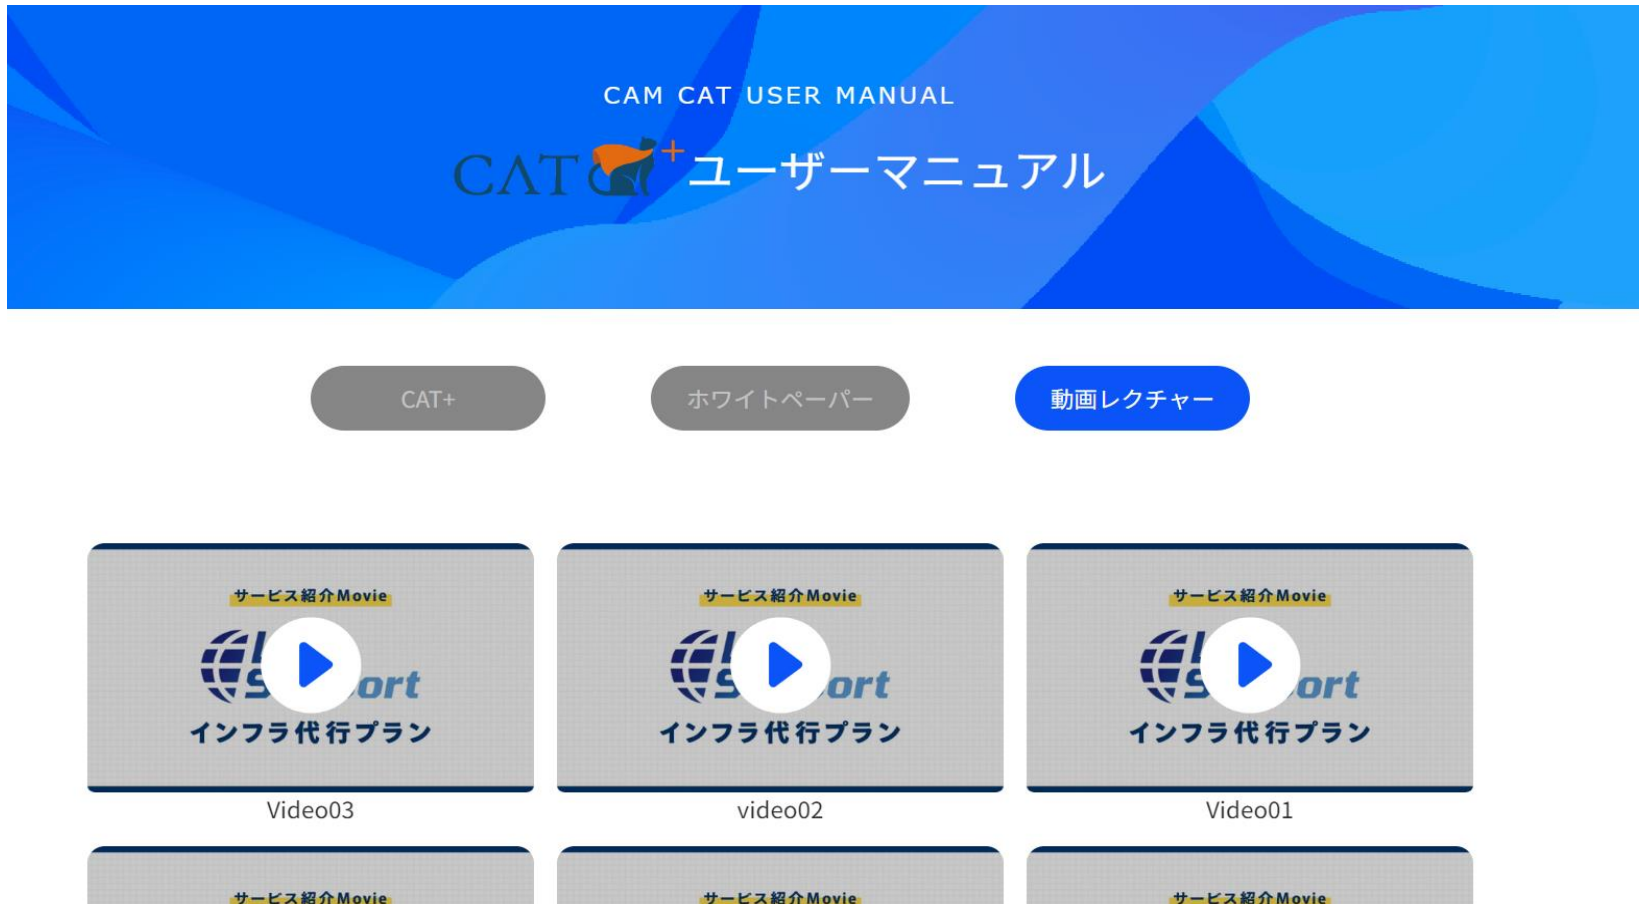 CAM CAT USER MANUAL
CAT + ユーザーマニュアル
CAT+
ホワイトペーパー
動画レクチャー
サービス紹介Movie
ort
インフラ代行プラン
Video03
サービス紹介Movie
ort
インフラ代行プラン
video02
サービス紹介Movie
ort
インフラ代行プラン
Video01
サービス紹介Movie
サービス紹介Movie
サービス紹介Movie